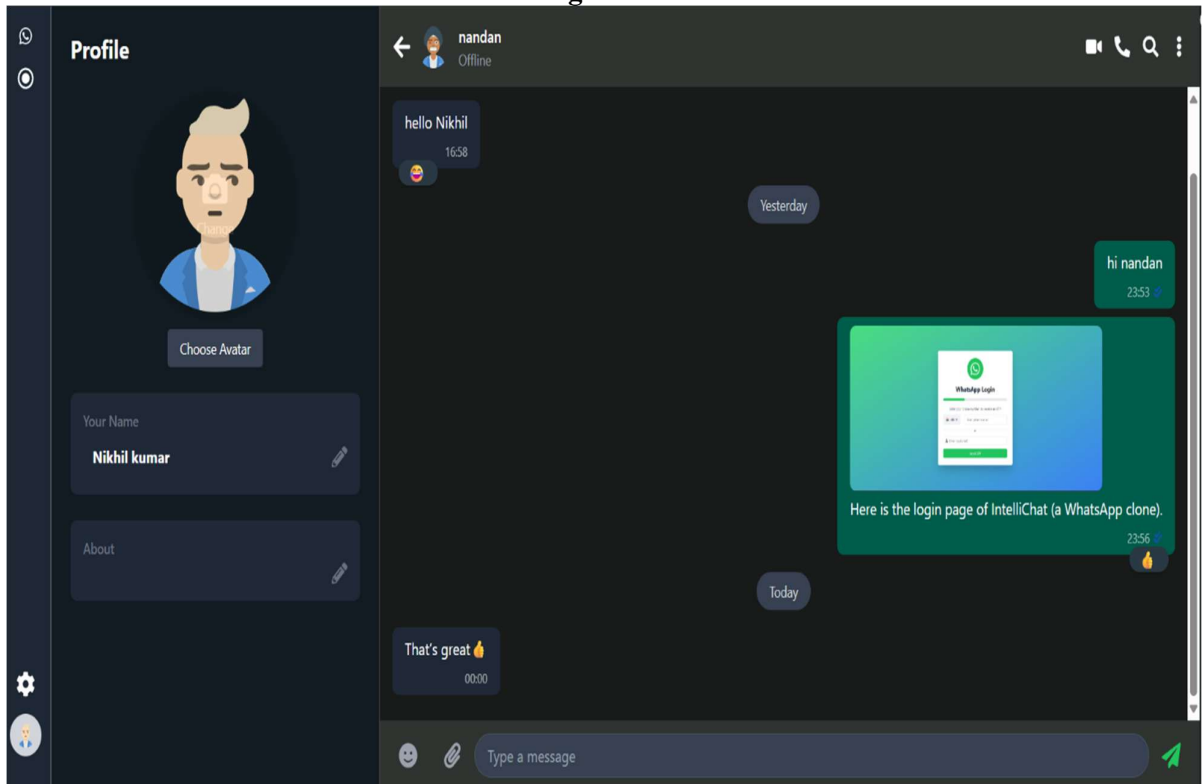 Profile
Change
Choose Avatar
Your Name
Nikhil kumar
About
nandan
Offline
hello Nikhil
16:58
😂
Yesterday
hi nandan
23:53
WhatsApp Login
Here is the login page of IntelliChat (a WhatsApp clone).
23:56
👍
Today
That's great👍
00:00
Type a message